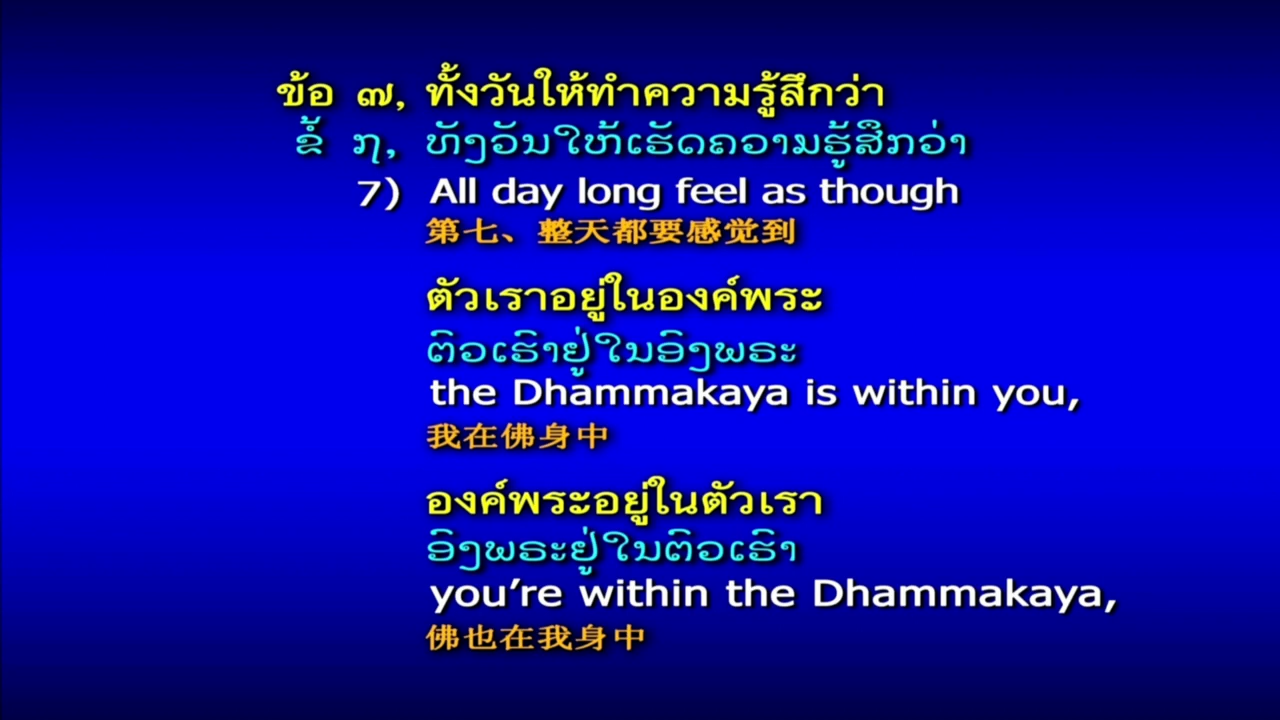 ข้อ ๗, ทั้งวันให้ทำความรู้สึกว่า
ຂໍ້ ໗, ທັງວັນໃຫ້ເຮັດຄວາມຮູ້ສຶກວ່າ
7) All day long feel as though
第七、整天都要感觉到
ตัวเราอยู่ในองค์พระ
ຕົວເຮົາຢູ່ໃນອົງພຣະ
the Dhammakaya is within you,
我在佛身中
องค์พระอยู่ในตัวเรา
ອົງພຣະຢູ່ໃນຕົວເຮົາ
you're within the Dhammakaya,
佛也在我身中